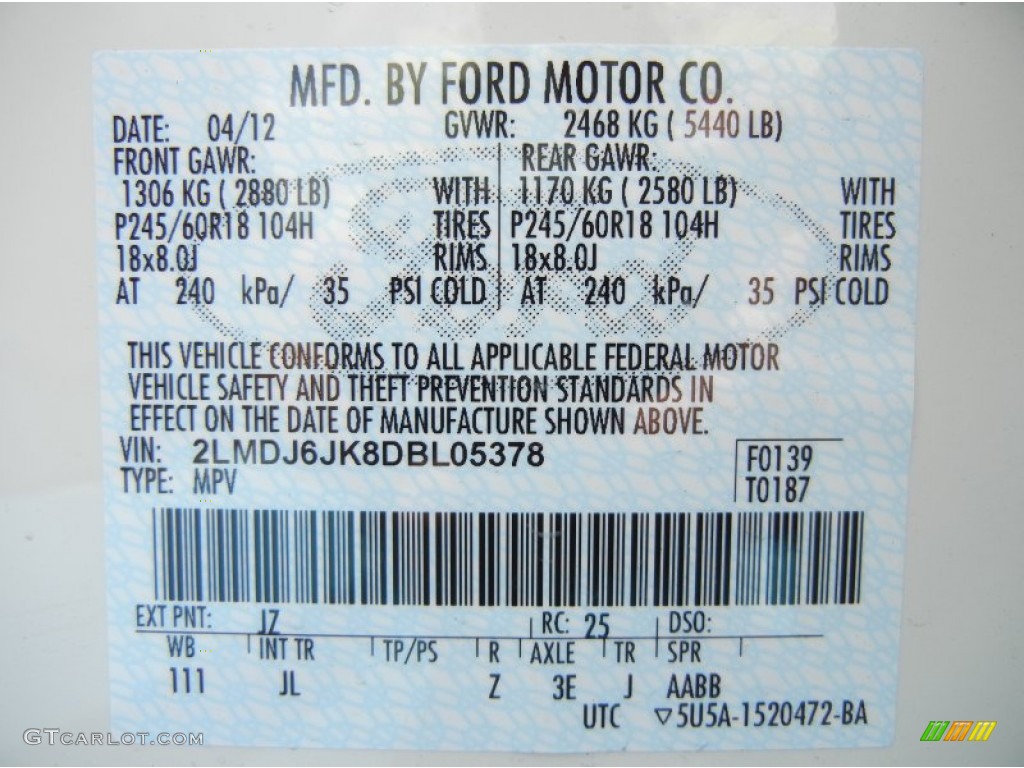 MFD. BY FORD MOTOR CO.
DATE: 04/12 GVWR: 2468 KG ( 5440 LB)
FRONT GAWR: REAR GAWR:
1306 KG ( 2880 LB) WITH 1170 KG ( 2580 LB) WITH
P245/60R18 104H TIRES P245/60R18 104H TIRES
18x8.0J RIMS 18x8.0J RIMS
AT 240 kPa/ 35 PSI COLD AT 240 kPa/ 35 PSI COLD
THIS VEHICLE CONFORMS TO ALL APPLICABLE FEDERAL MOTOR
VEHICLE SAFETY AND THEFT PREVENTION STANDARDS IN
EFFECT ON THE DATE OF MANUFACTURE SHOWN ABOVE.
VIN: 2LMDJ6JK8DBL05378 F0139
TYPE: MPV T0187
EXT PNT: JZ RC: 25 DSO:
WB INT TR TP/PS R AXLE TR SPR
111 JL Z 3E J AABB
UTC ▽5U5A-1520472-BA
GTCARLOT.COM